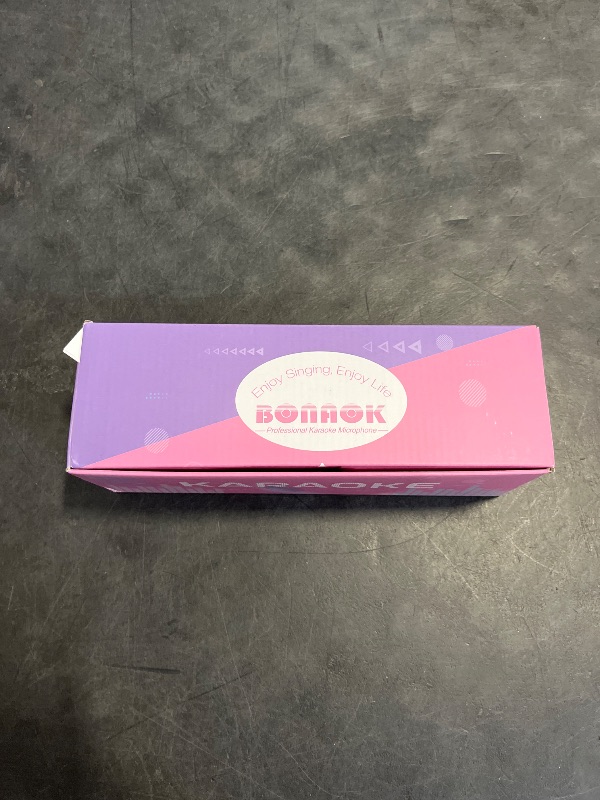 Enjoy Singing, Enjoy Life
BONAOK
Professional Karaoke Microphone
KARAOKE